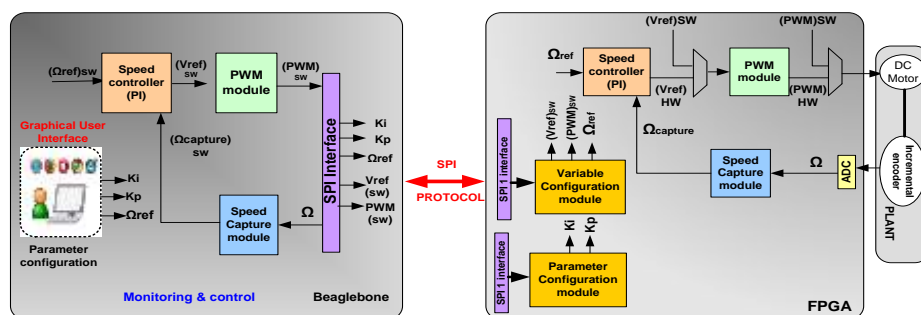 (Ωref)sw
Speed
controller
(PI)
(Vref)
sw
PWM
module
(PWM)
sw
(Ωcapture)
sw
Graphical User
Interface
Ki
Kp
Ωref
Parameter
configuration
Speed
Capture
module
Ω
SPI Interface
Ki
Kp
Ωref
Vref
(sw)
PWM
(sw)
Monitoring & control
Beaglebone
SPI
PROTOCOL
(Vref)SW
(PWM)SW
Ωref
Speed
controller
(PI)
(Vref)
HW
PWM
module
(PWM)
HW
DC
Motor
Incremental
encoder
PLANT
ADC
Ω
Speed
Capture
module
Ωcapture
(Vref)sw
(PWM)sw
Ωref
SPI 1 interface
Variable
Configuration
module
Ki
Kp
SPI 1 interface
Parameter
Configuration
module
FPGA